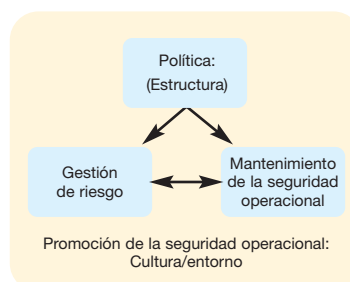 Política:
(Estructura)
Gestión
de riesgo
Mantenimiento
de la seguridad
operacional
Promoción de la seguridad operacional:
Cultura/entorno